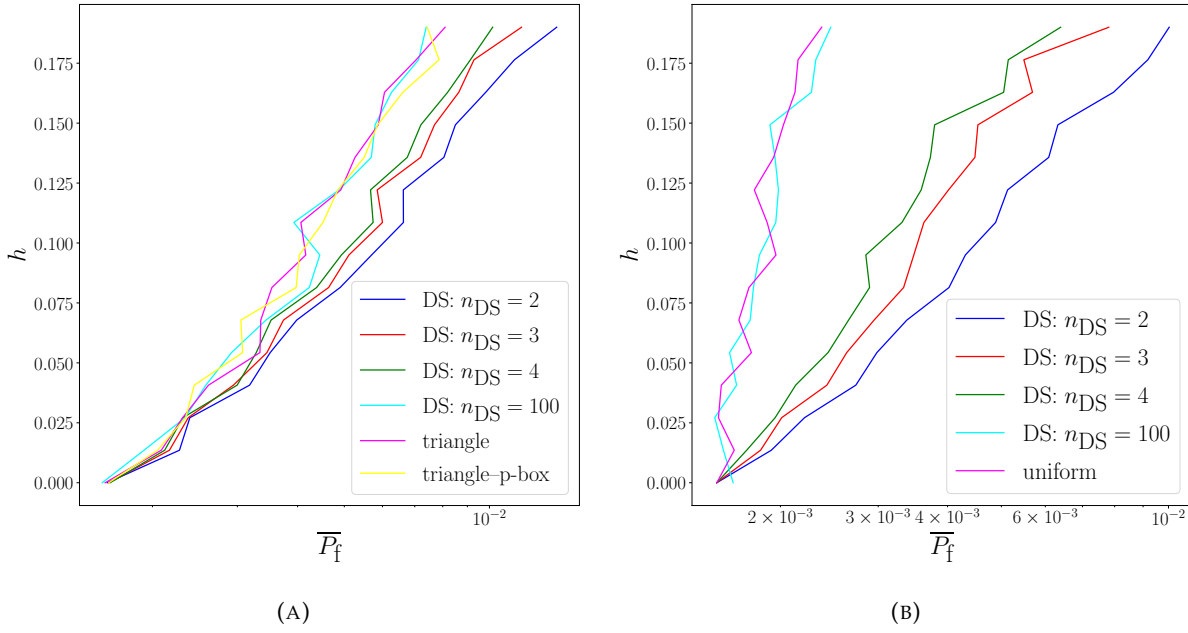 0.175
0.150
0.125
0.100
0.075
0.050
0.025
0.000
h
DS: n_DS = 2
DS: n_DS = 3
DS: n_DS = 4
DS: n_DS = 100
triangle
triangle–p-box
10⁻²
P̅_f
(A)
0.175
0.150
0.125
0.100
0.075
0.050
0.025
0.000
h
DS: n_DS = 2
DS: n_DS = 3
DS: n_DS = 4
DS: n_DS = 100
uniform
2 × 10⁻³ 3 × 10⁻³ 4 × 10⁻³ 6 × 10⁻³ 10⁻²
P̅_f
(B)